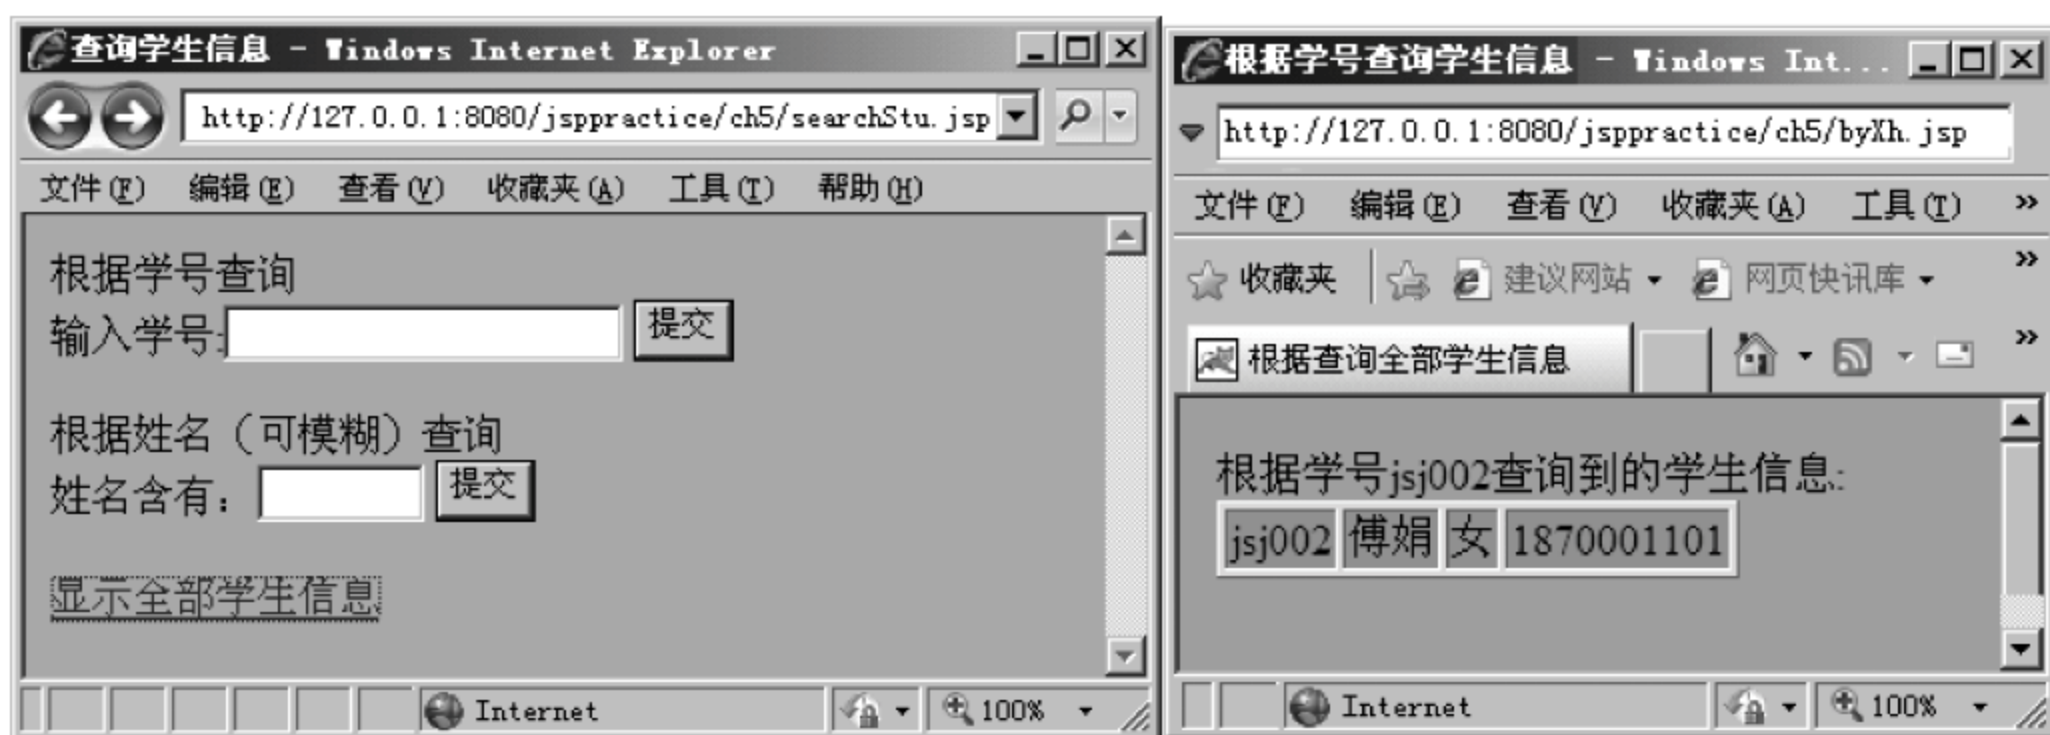 查询学生信息 - Windows Internet Explorer
http://127.0.0.1:8080/jsppractice/ch5/searchStu.jsp
文件(F) 编辑(E) 查看(V) 收藏夹(A) 工具(T) 帮助(H)
根据学号查询
输入学号: 提交
根据姓名（可模糊）查询
姓名含有： 提交
显示全部学生信息
Internet 100%
根据学号查询学生信息 - Windows Int...
http://127.0.0.1:8080/jsppractice/ch5/byXh.jsp
文件(F) 编辑(E) 查看(V) 收藏夹(A) 工具(T) »
收藏夹 建议网站 网页快讯库 »
根据查询全部学生信息 »
根据学号jsj002查询到的学生信息:
jsj002 傅娟 女 1870001101
Internet 100%